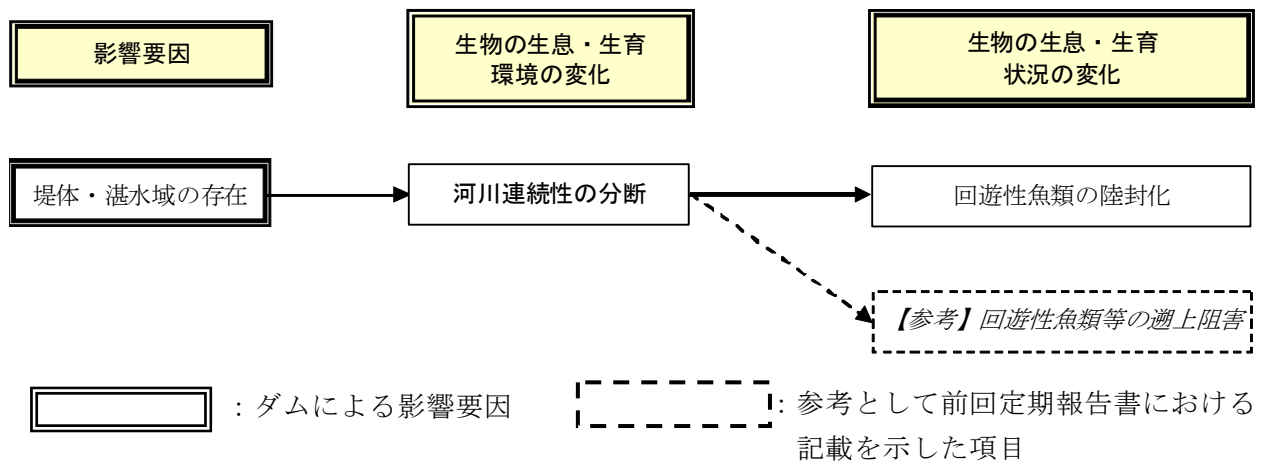 影響要因
生物の生息・生育
環境の変化
生物の生息・生育
状況の変化
堤体・湛水域の存在
河川連続性の分断
回遊性魚類の陸封化
【参考】回遊性魚類等の遡上阻害
：ダムによる影響要因
：参考として前回定期報告書における
記載を示した項目